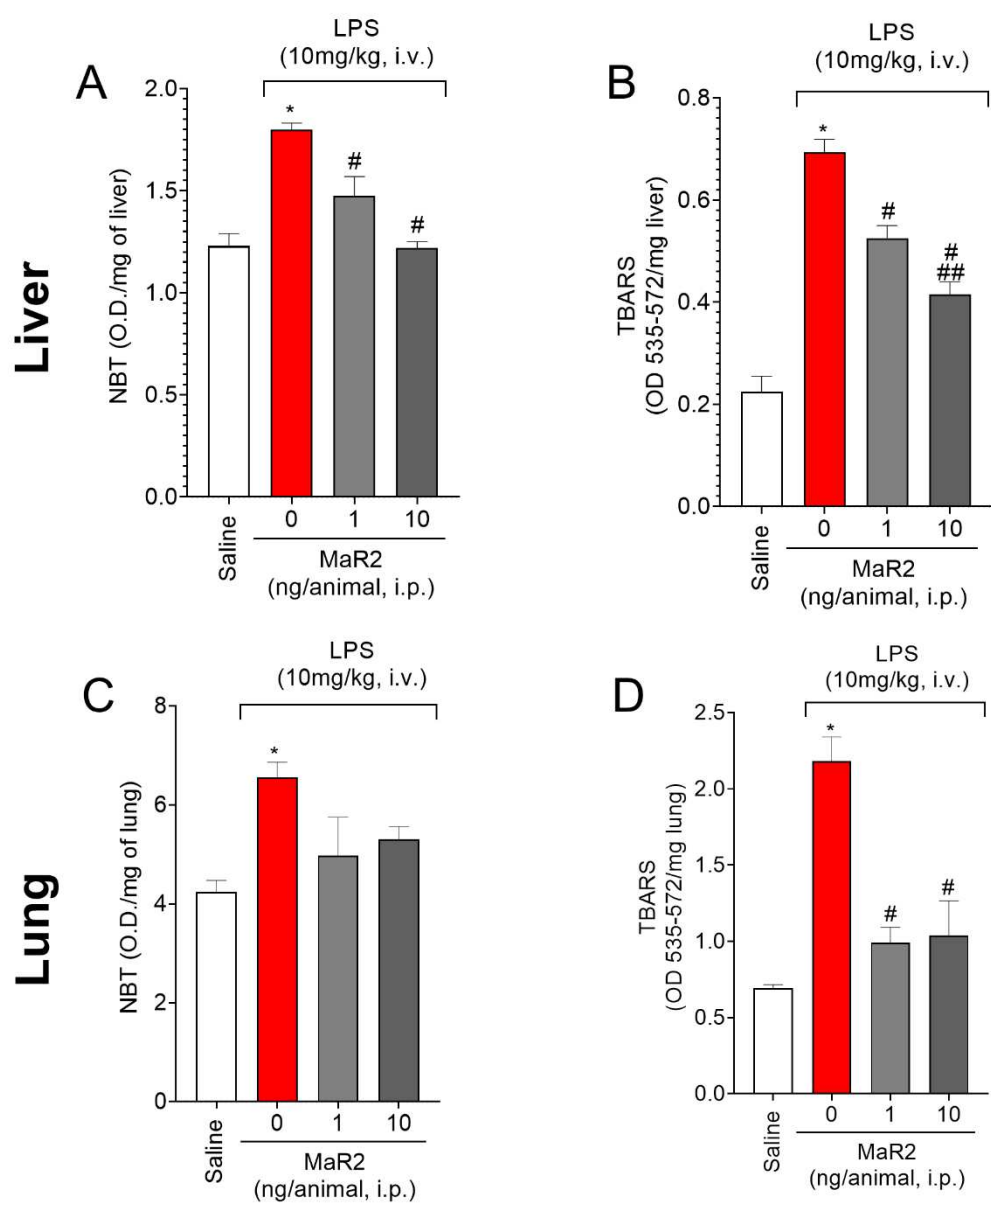 Liver
A
LPS
(10mg/kg, i.v.)
NBT (O.D./mg of liver)
2.0
1.5
1.0
0.5
0.0
*
#
#
Saline
0
1
10
MaR2
(ng/animal, i.p.)
B
LPS
(10mg/kg, i.v.)
TBARS
(OD 535-572/mg liver)
0.8
0.6
0.4
0.2
0.0
*
#
#
##
Saline
0
1
10
MaR2
(ng/animal, i.p.)
Lung
C
LPS
(10mg/kg, i.v.)
NBT (O.D./mg of lung)
8
6
4
2
0
*
Saline
0
1
10
MaR2
(ng/animal, i.p.)
D
LPS
(10mg/kg, i.v.)
TBARS
(OD 535-572/mg lung)
2.5
2.0
1.5
1.0
0.5
0.0
*
#
#
Saline
0
1
10
MaR2
(ng/animal, i.p.)